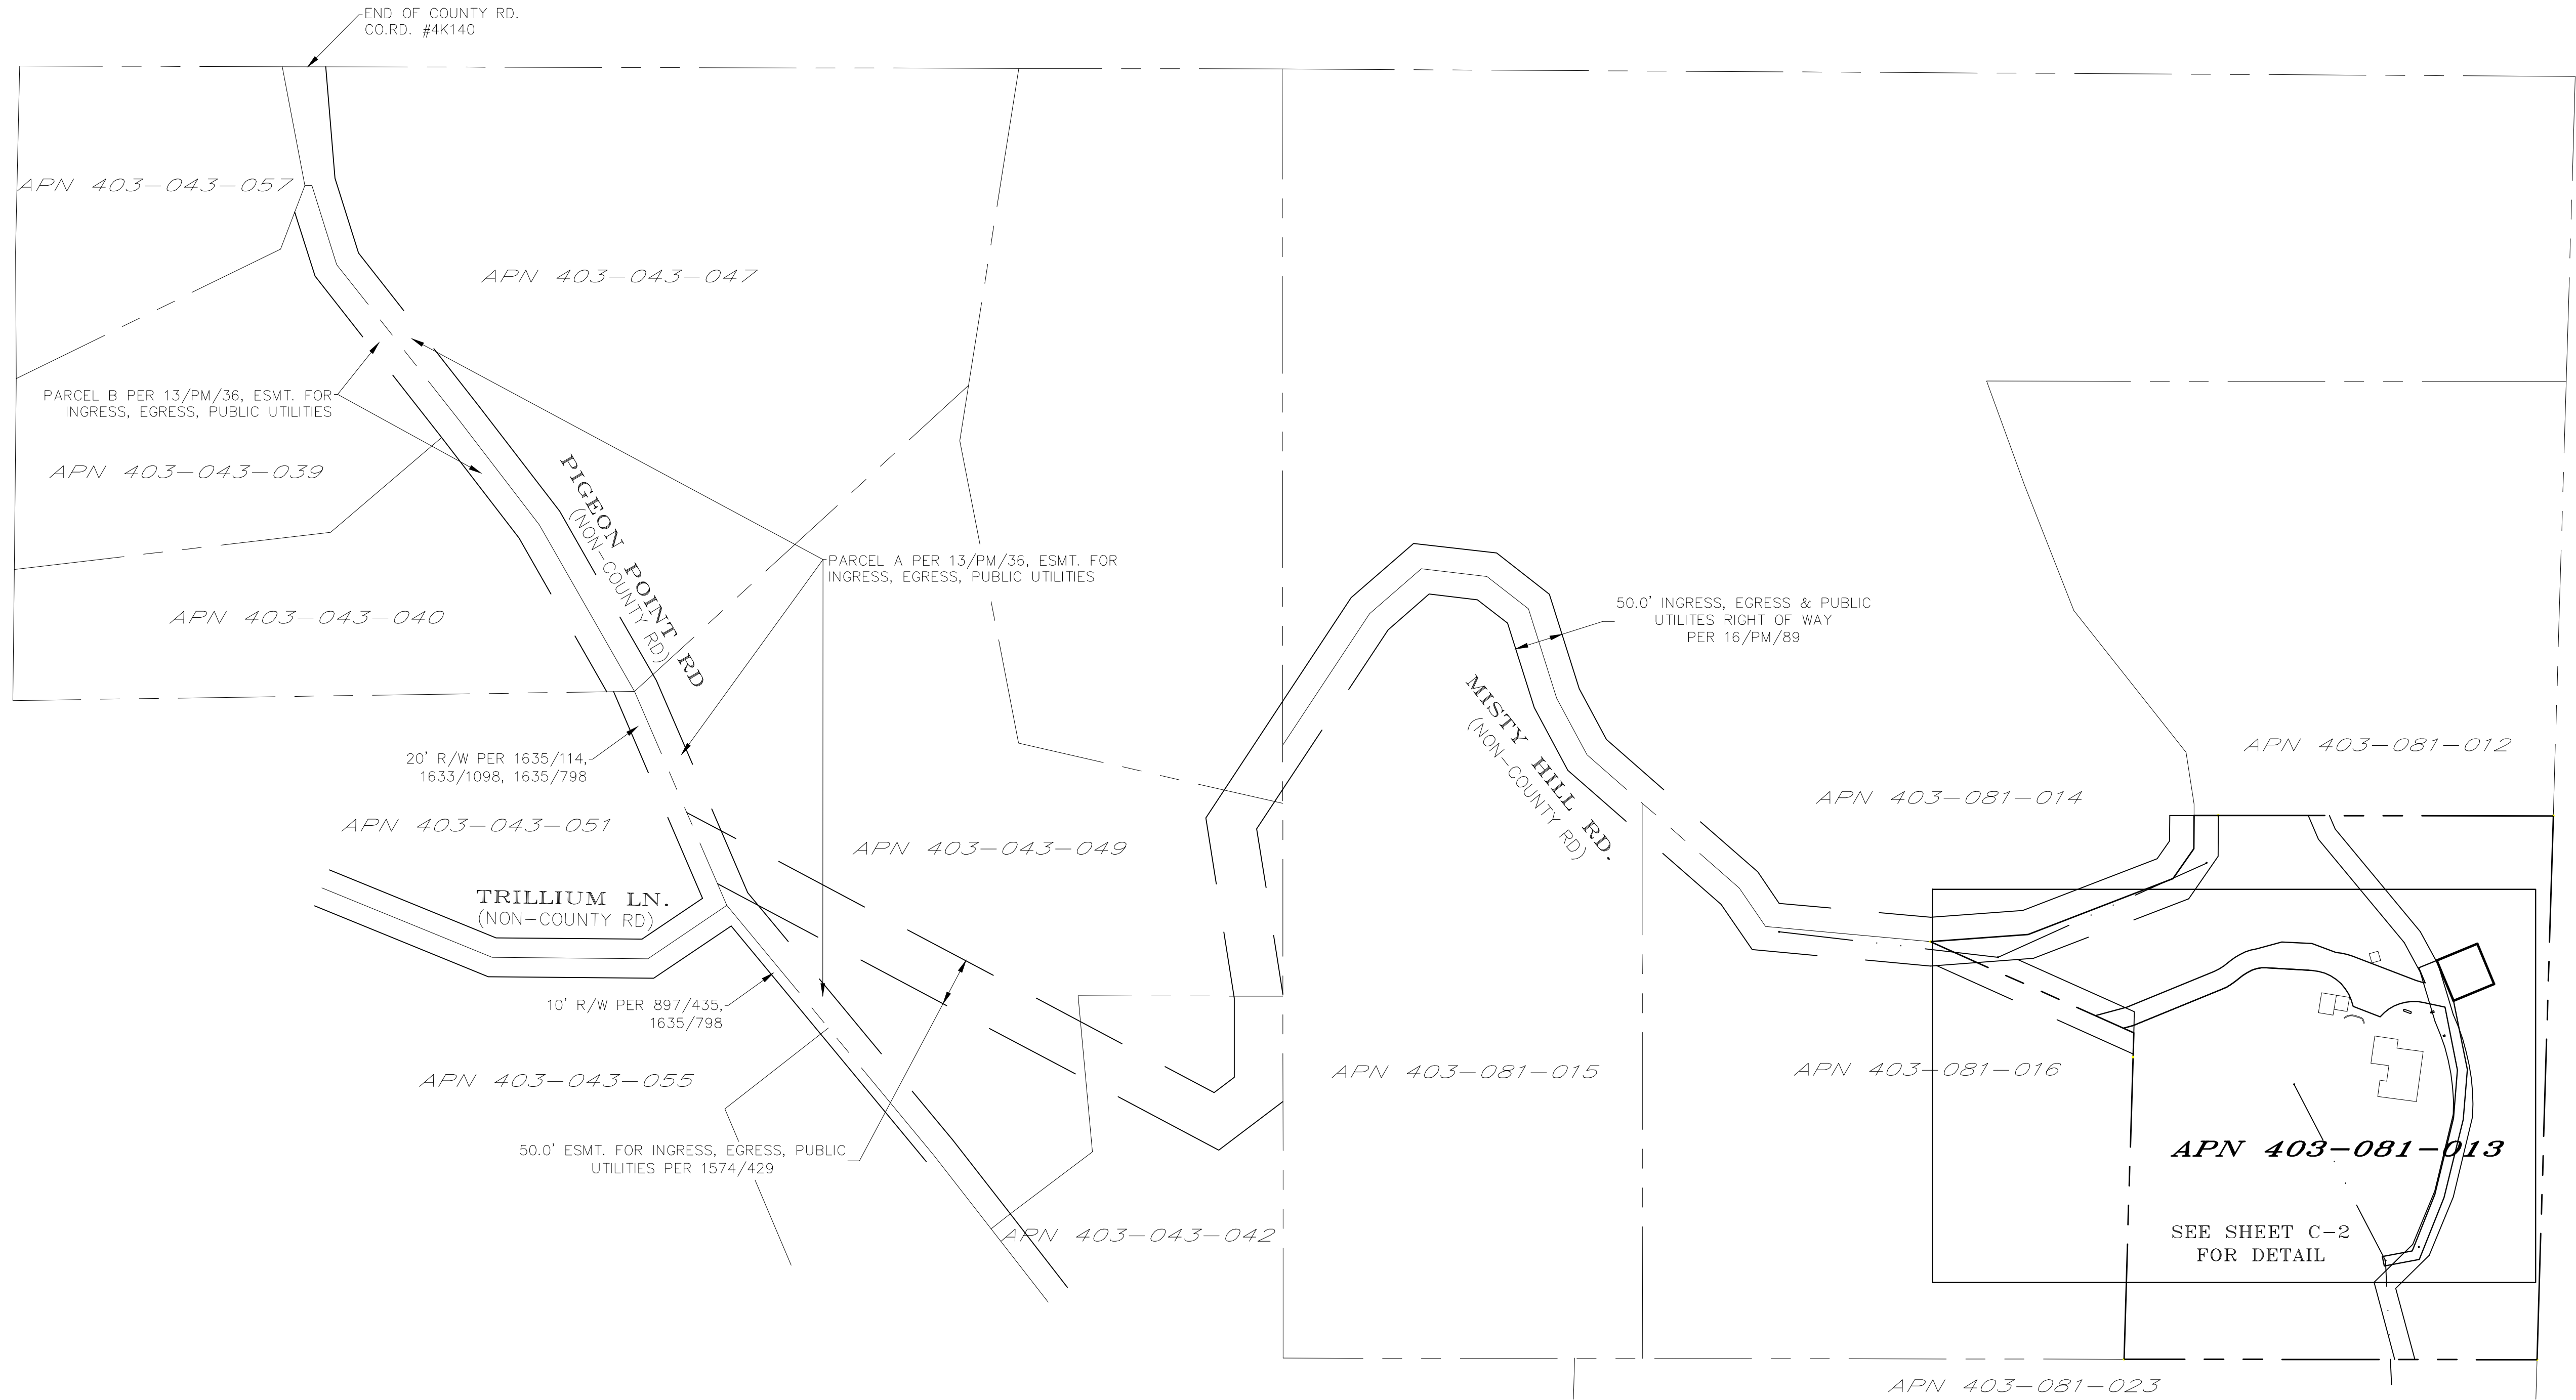 END OF COUNTY RD.
CO.RD. #4K140
APN 403-043-057
APN 403-043-047
PARCEL B PER 13/PM/36, ESMT. FOR
INGRESS, EGRESS, PUBLIC UTILITIES
APN 403-043-039
PIGEON POINT RD
(NON-COUNTY RD)
PARCEL A PER 13/PM/36, ESMT. FOR
INGRESS, EGRESS, PUBLIC UTILITIES
APN 403-043-040
50.0' INGRESS, EGRESS & PUBLIC
UTILITES RIGHT OF WAY
PER 16/PM/89
MISTY HILL RD.
(NON-COUNTY RD)
20' R/W PER 1635/114,
1633/1098, 1635/798
APN 403-081-012
APN 403-081-014
APN 403-043-051
APN 403-043-049
TRILLIUM LN.
(NON-COUNTY RD)
10' R/W PER 897/435,
1635/798
APN 403-043-055
APN 403-081-015
APN 403-081-016
50.0' ESMT. FOR INGRESS, EGRESS, PUBLIC
UTILITIES PER 1574/429
APN 403-081-013
APN 403-043-042
SEE SHEET C-2
FOR DETAIL
APN 403-081-023